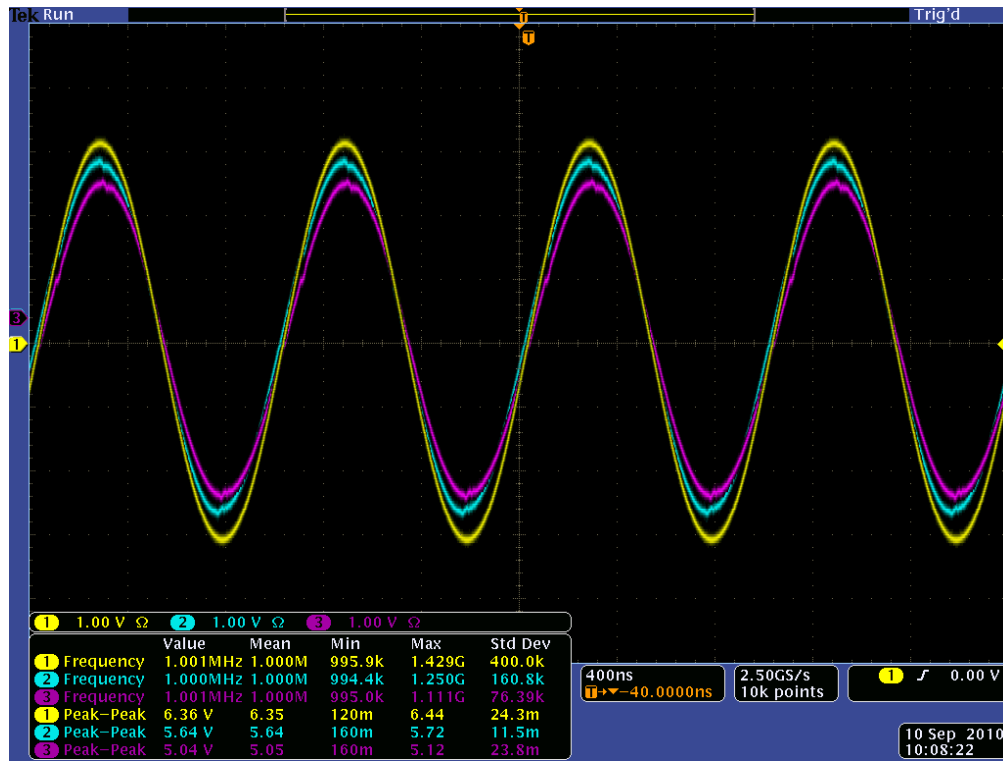 Tek Run Trig'd
T
T
3
1
1 1.00 V Ω 2 1.00 V Ω 3 1.00 V Ω
Value Mean Min Max Std Dev
1 Frequency 1.001MHz 1.000M 995.9k 1.429G 400.0k
2 Frequency 1.000MHz 1.000M 994.4k 1.250G 160.8k
3 Frequency 1.001MHz 1.000M 995.0k 1.111G 76.39k
1 Peak-Peak 6.36 V 6.35 120m 6.44 24.3m
2 Peak-Peak 5.64 V 5.64 160m 5.72 11.5m
3 Peak-Peak 5.04 V 5.05 160m 5.12 23.8m
400ns
T→▼-40.0000ns
2.50GS/s
10k points
1 ʃ 0.00 V
10 Sep 2010
10:08:22